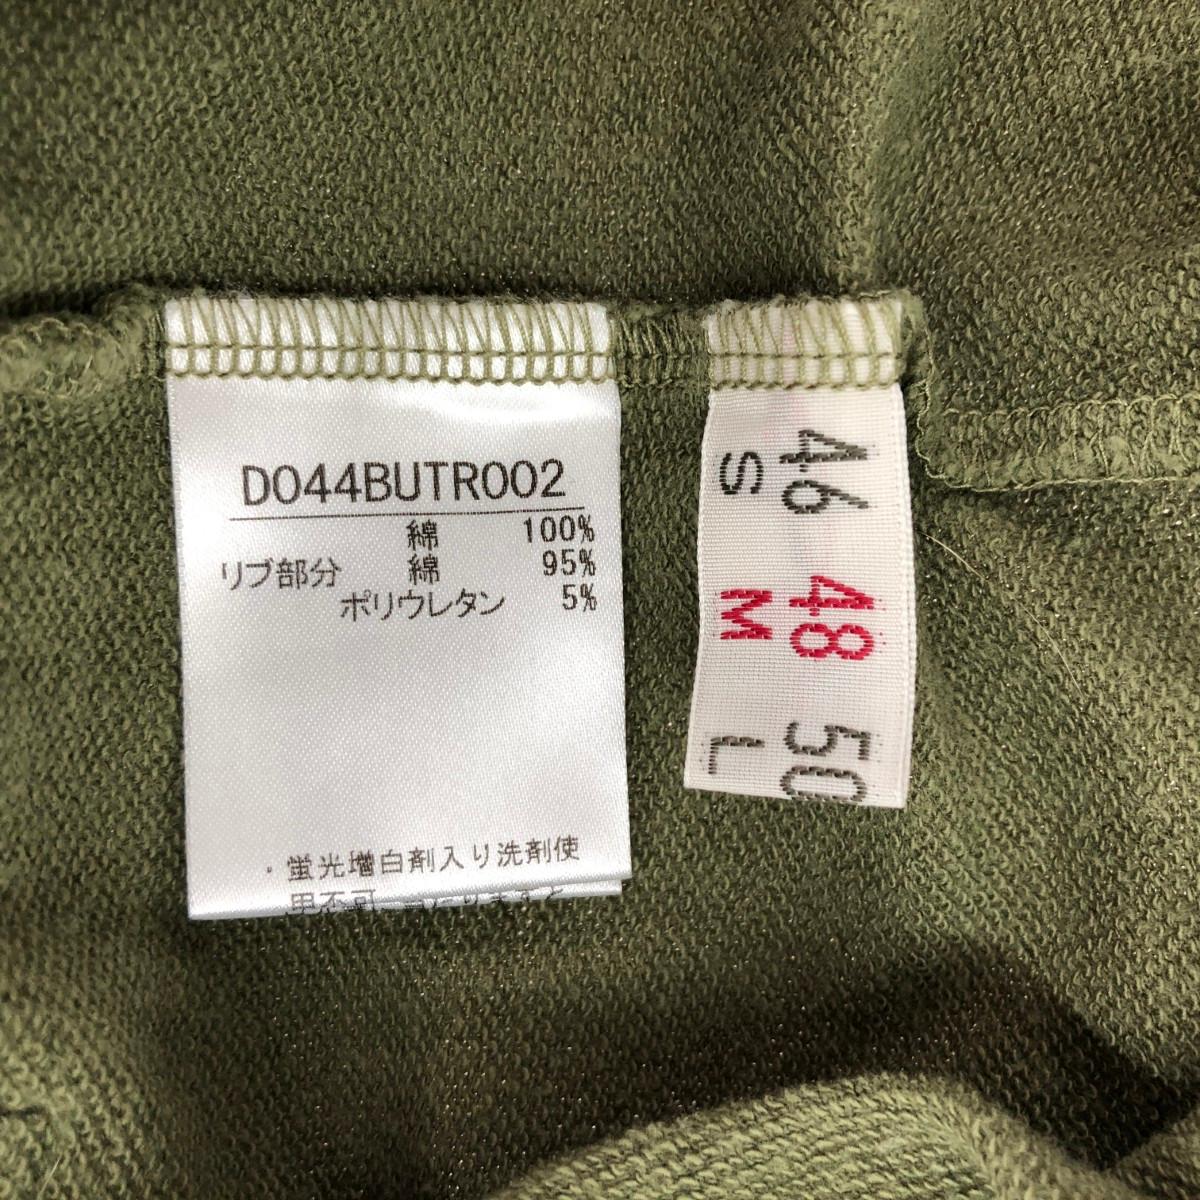 D044BUTR002
綿 100%
リブ部分 綿 95%
ポリウレタン 5%
・蛍光増白剤入り洗剤使
用不可
46 48 50
S M L